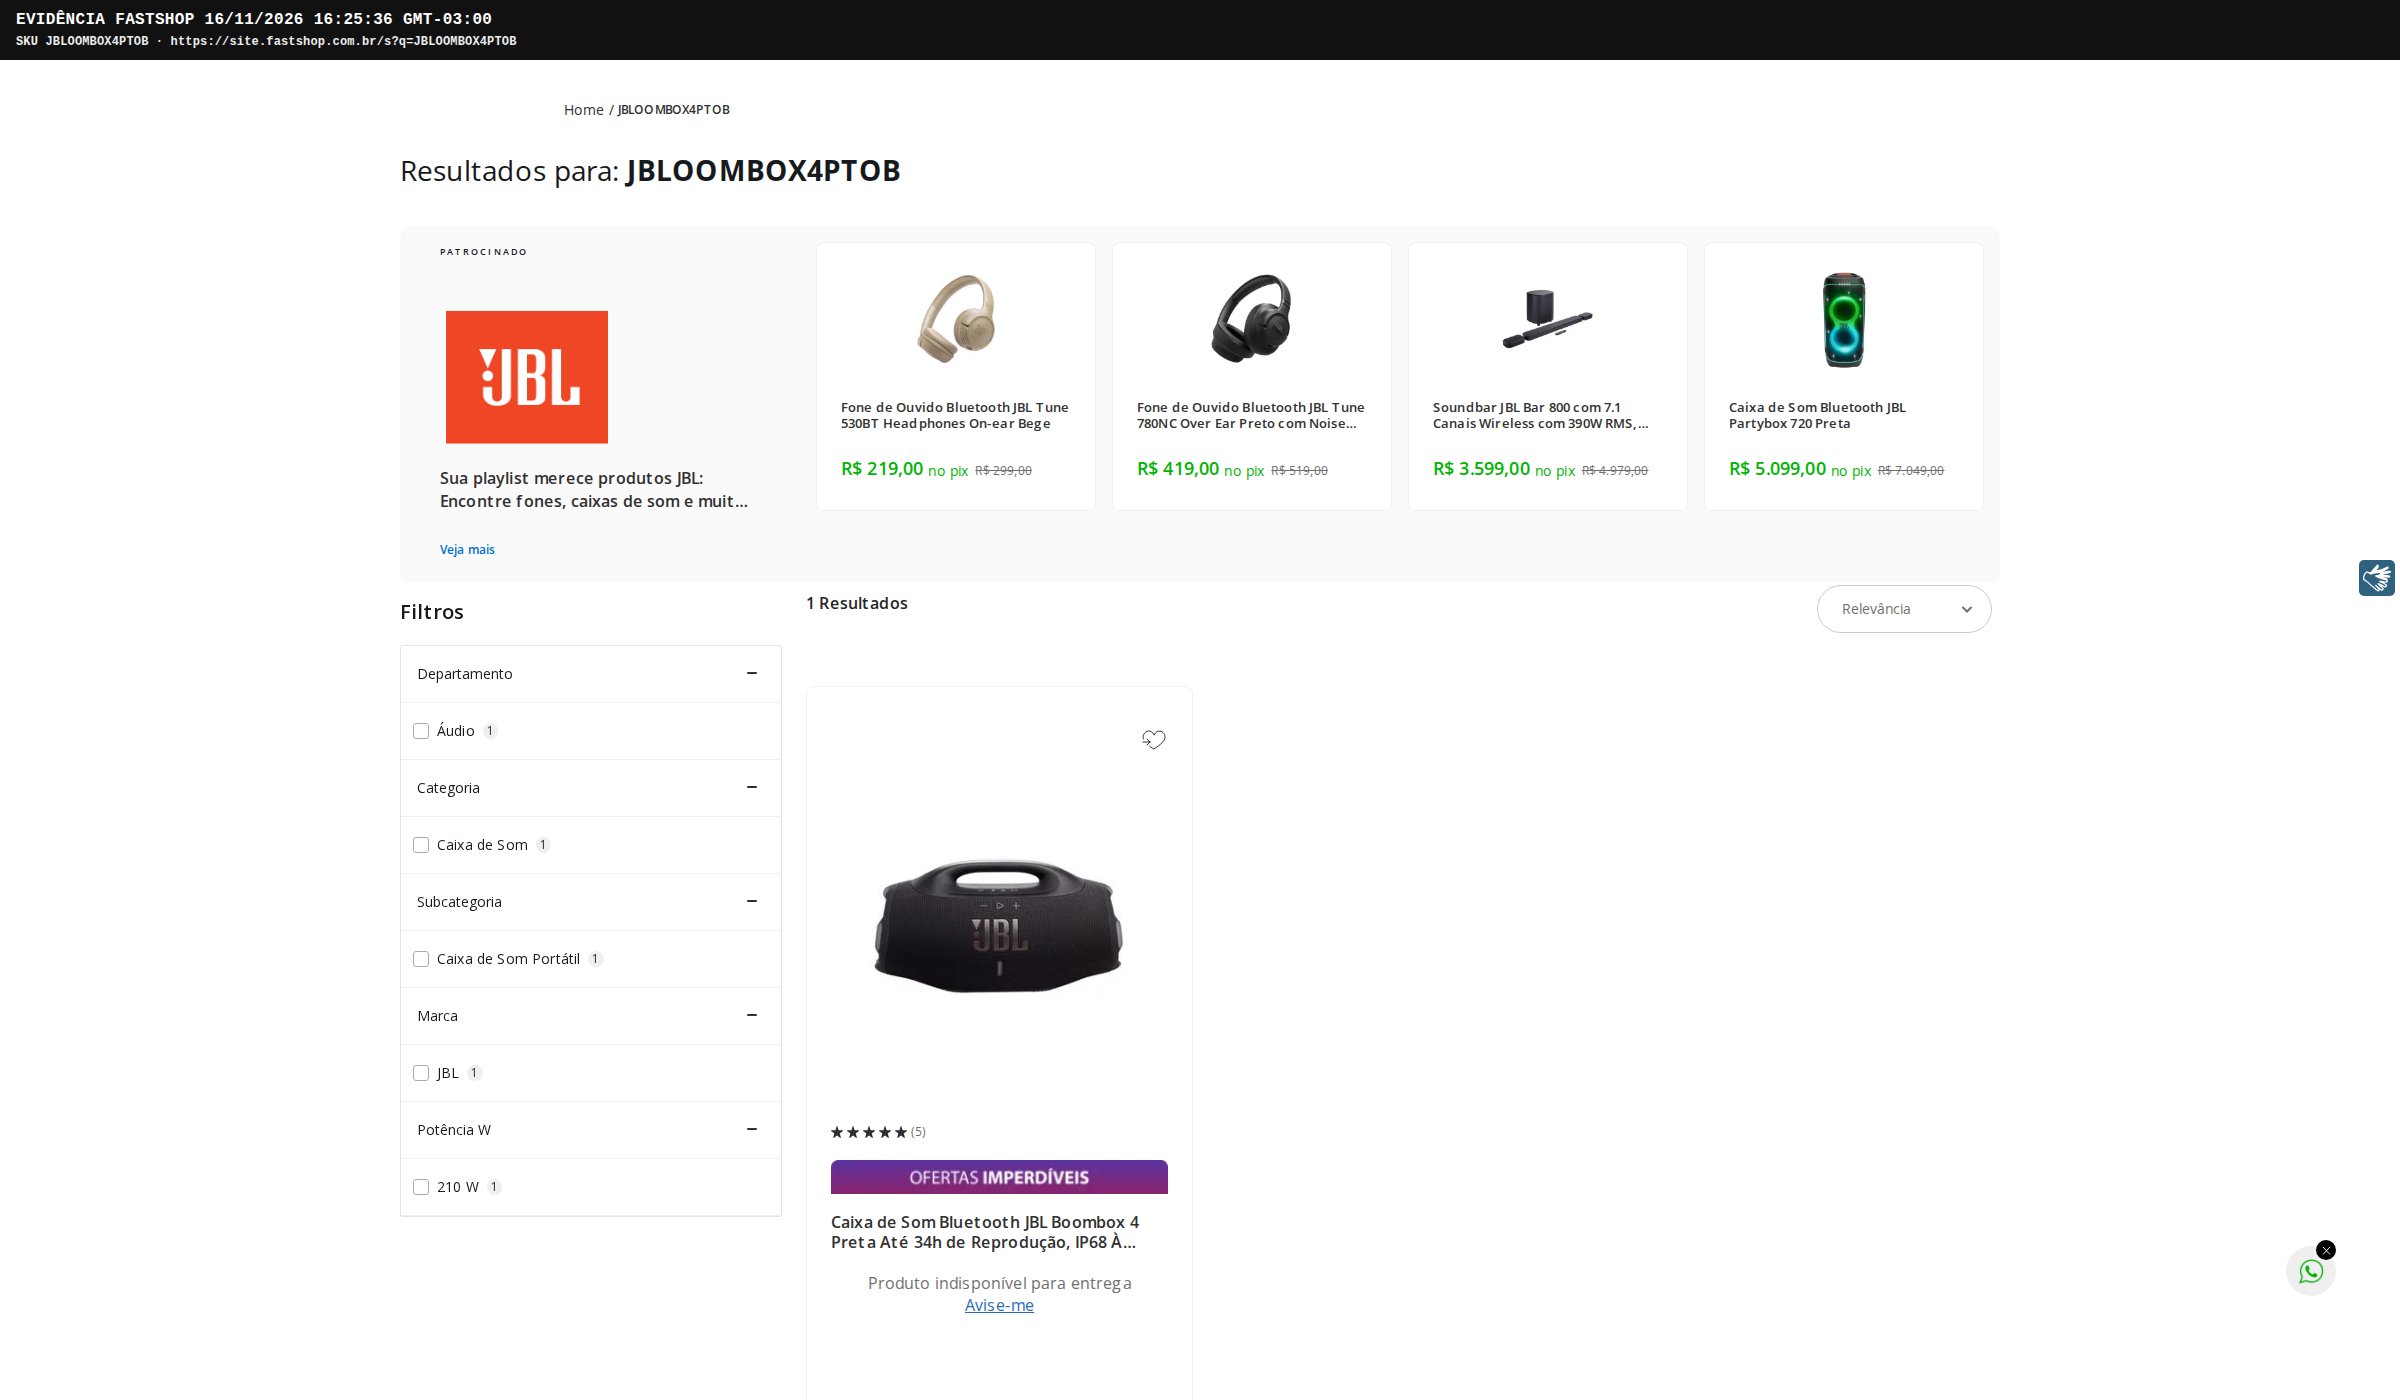 EVIDÊNCIA FASTSHOP 16/11/2026 16:25:36 GMT-03:00
SKU JBLOOMBOX4PTOB · https://site.fastshop.com.br/s?q=JBLOOMBOX4PTOB
Home / JBLOOMBOX4PTOB
Resultados para: JBLOOMBOX4PTOB
PATROCINADO
JBL
Sua playlist merece produtos JBL:
Encontre fones, caixas de som e muit...
Veja mais
Fone de Ouvido Bluetooth JBL Tune
530BT Headphones On-ear Bege
R$ 219,00 no pix R$ 299,00
Fone de Ouvido Bluetooth JBL Tune
780NC Over Ear Preto com Noise...
R$ 419,00 no pix R$ 519,00
Soundbar JBL Bar 800 com 7.1
Canais Wireless com 390W RMS,...
R$ 3.599,00 no pix R$ 4.979,00
Caixa de Som Bluetooth JBL
Partybox 720 Preta
R$ 5.099,00 no pix R$ 7.049,00
Filtros
Departamento
Áudio 1
Categoria
Caixa de Som 1
Subcategoria
Caixa de Som Portátil 1
Marca
JBL 1
Potência W
210 W 1
1 Resultados
Relevância
JBL
(5)
OFERTAS IMPERDÍVEIS
Caixa de Som Bluetooth JBL Boombox 4
Preta Até 34h de Reprodução, IP68 À...
Produto indisponível para entrega
Avise-me